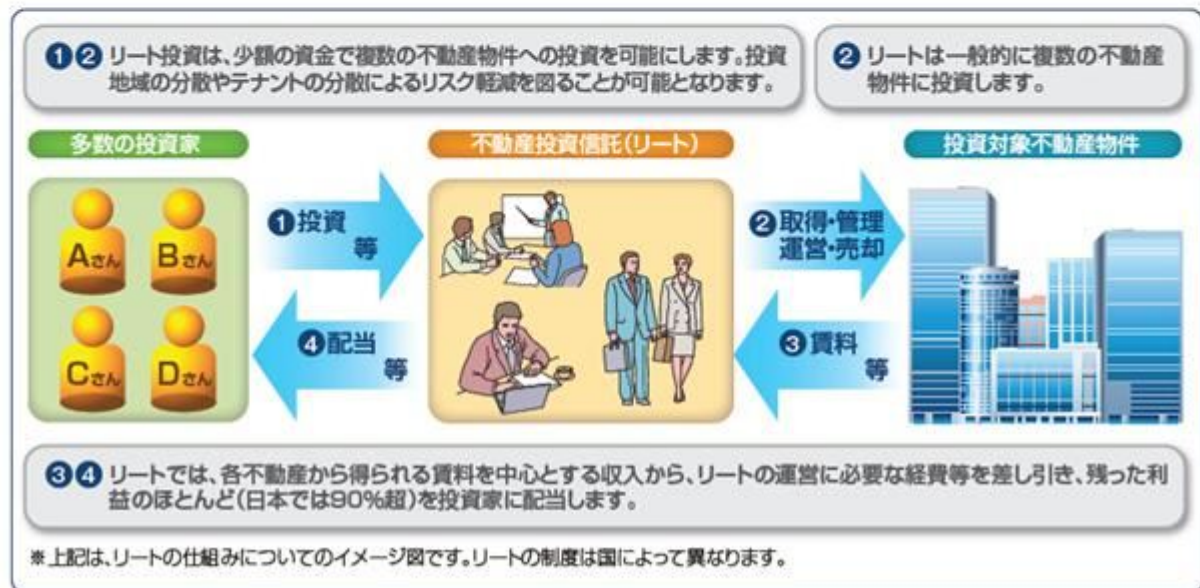 ①② リート投資は、少額の資金で複数の不動産物件への投資を可能にします。投資
地域の分散やテナントの分散によるリスク軽減を図ることが可能となります。
② リートは一般的に複数の不動産
物件に投資します。
多数の投資家
不動産投資信託(リート)
投資対象不動産物件
Aさん
Bさん
Cさん
Dさん
①投資
等
④配当
等
②取得・管理
運営・売却
③賃料
等
③④ リートでは、各不動産から得られる賃料を中心とする収入から、リートの運営に必要な経費等を差し引き、残った利
益のほとんど(日本では90%超)を投資家に配当します。
※上記は、リートの仕組みについてのイメージ図です。リートの制度は国によって異なります。